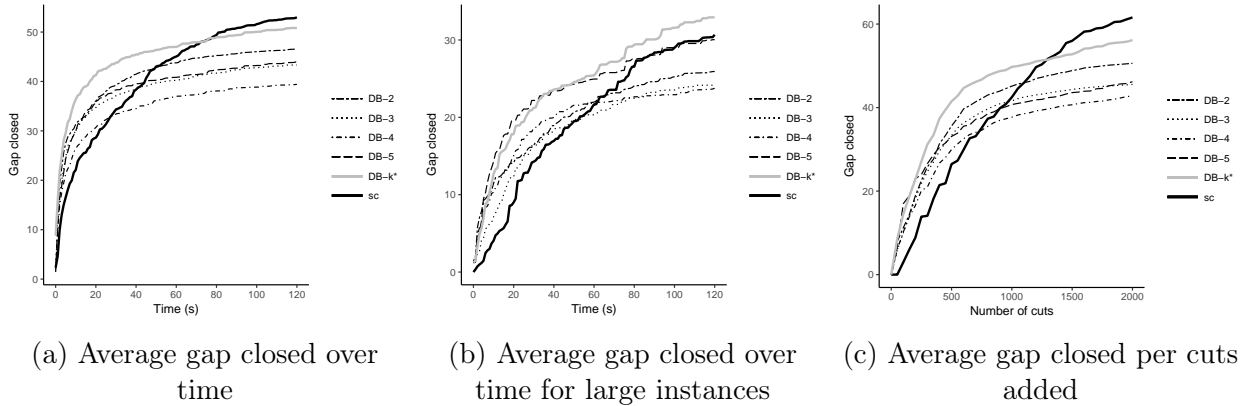 Gap closed
50
40
30
20
10
0
0 20 40 60 80 100 120
Time (s)
DB−2
DB−3
DB−4
DB−5
DB−k*
sc
(a) Average gap closed over
time
Gap closed
30
20
10
0
0 20 40 60 80 100 120
Time (s)
DB−2
DB−3
DB−4
DB−5
DB−k*
sc
(b) Average gap closed over
time for large instances
Gap closed
60
40
20
0
0 500 1000 1500 2000
Number of cuts
DB−2
DB−3
DB−4
DB−5
DB−k*
sc
(c) Average gap closed per cuts
added